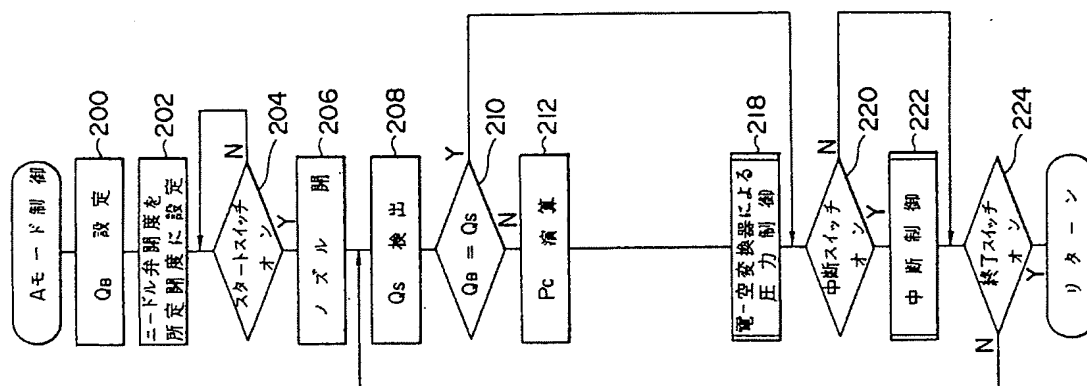 Aモード制御
QB 設定
200
ニードル弁開度を
所定開度に設定
202
スタートスイッチ
オン
204
N
Y
ノズル開
206
QS 検出
208
QB = QS
210
Y
N
PC 演算
212
電-空変換器による
圧力制御
218
中断スイッチ
オン
220
N
Y
中断制御
222
終了スイッチ
オン
224
N
Y
リターン